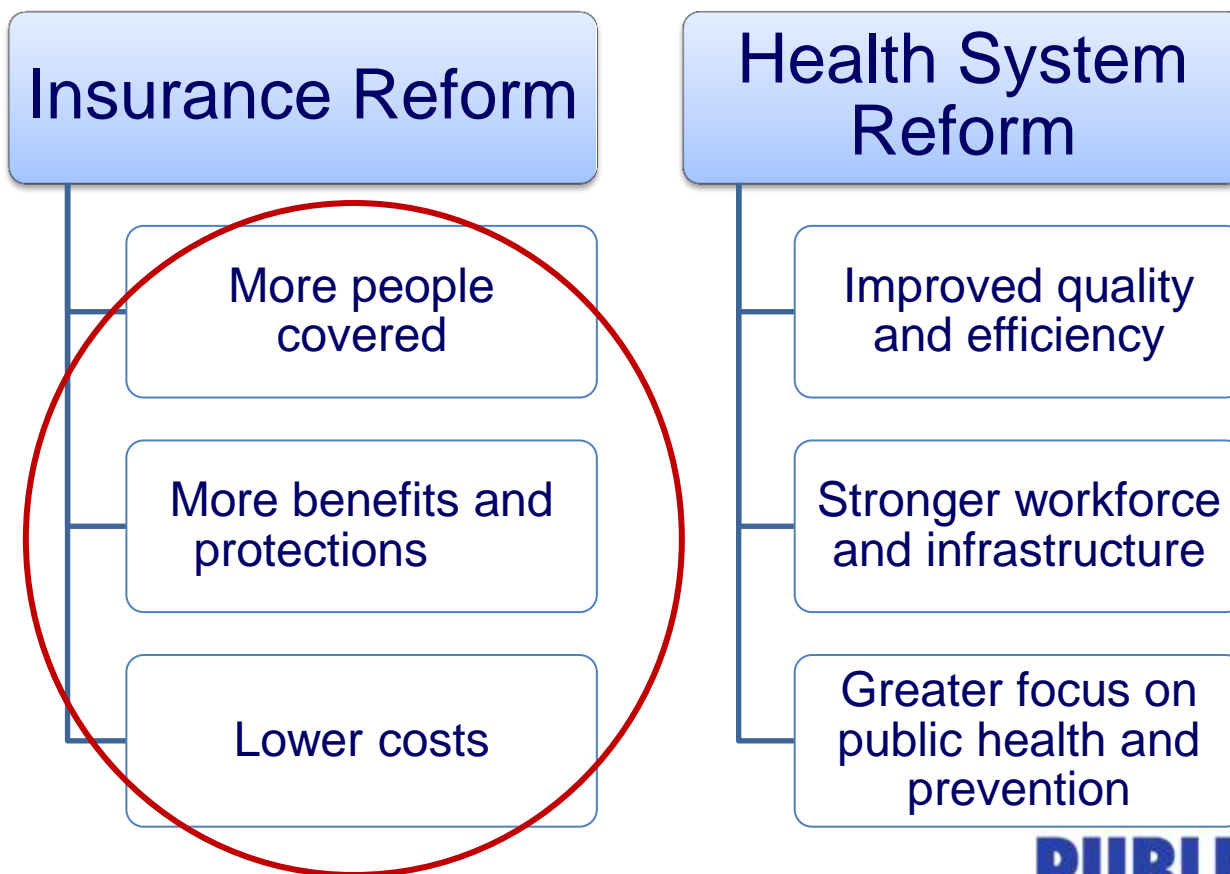 Insurance Reform
More people
covered
More benefits and
protections
Lower costs
Health System
Reform
Improved quality
and efficiency
Stronger workforce
and infrastructure
Greater focus on
public health and
prevention